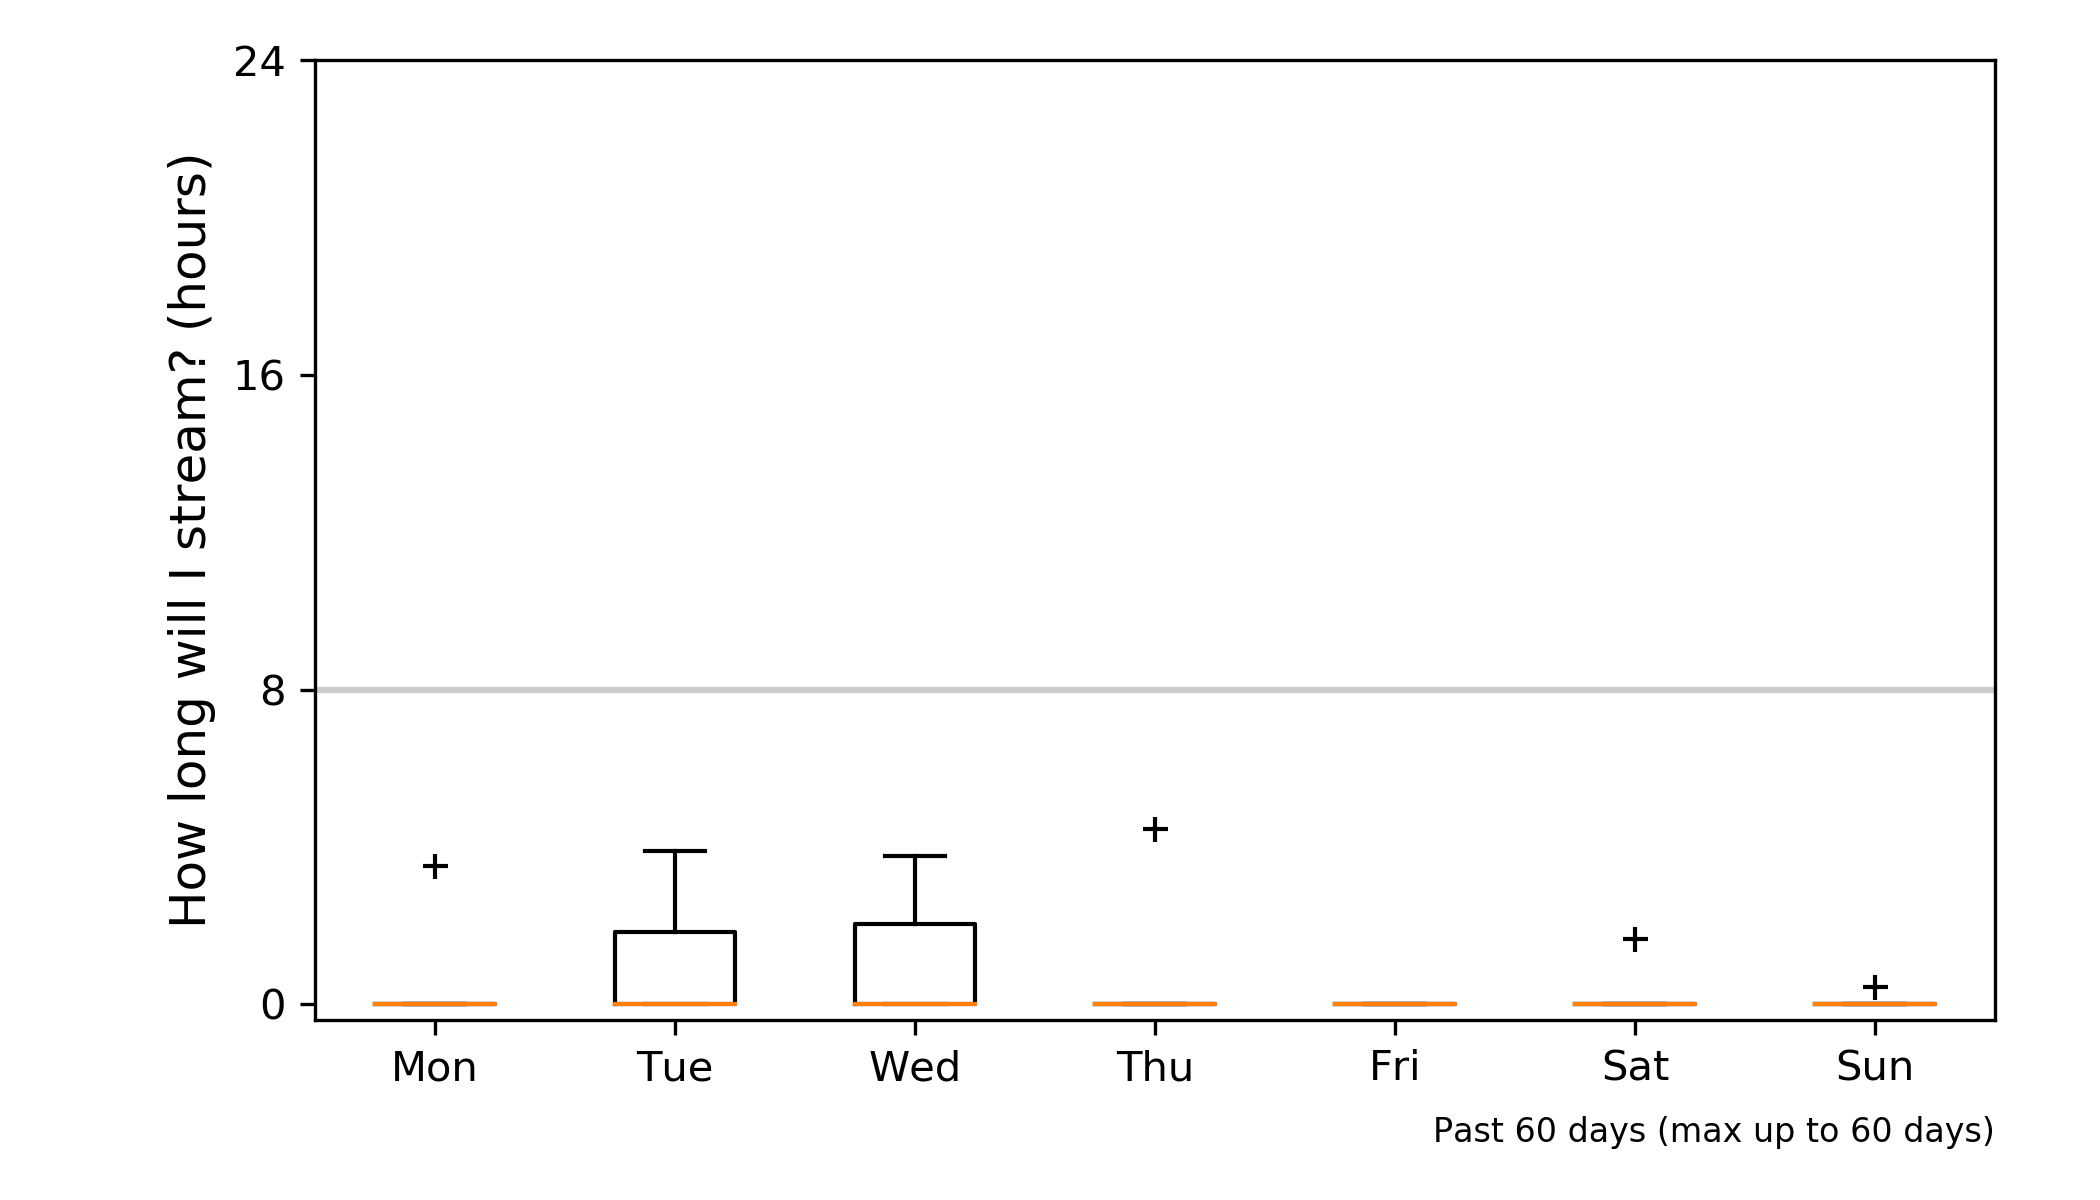 How long will I stream? (hours)
24
16
8
0
Mon Tue Wed Thu Fri Sat Sun
Past 60 days (max up to 60 days)